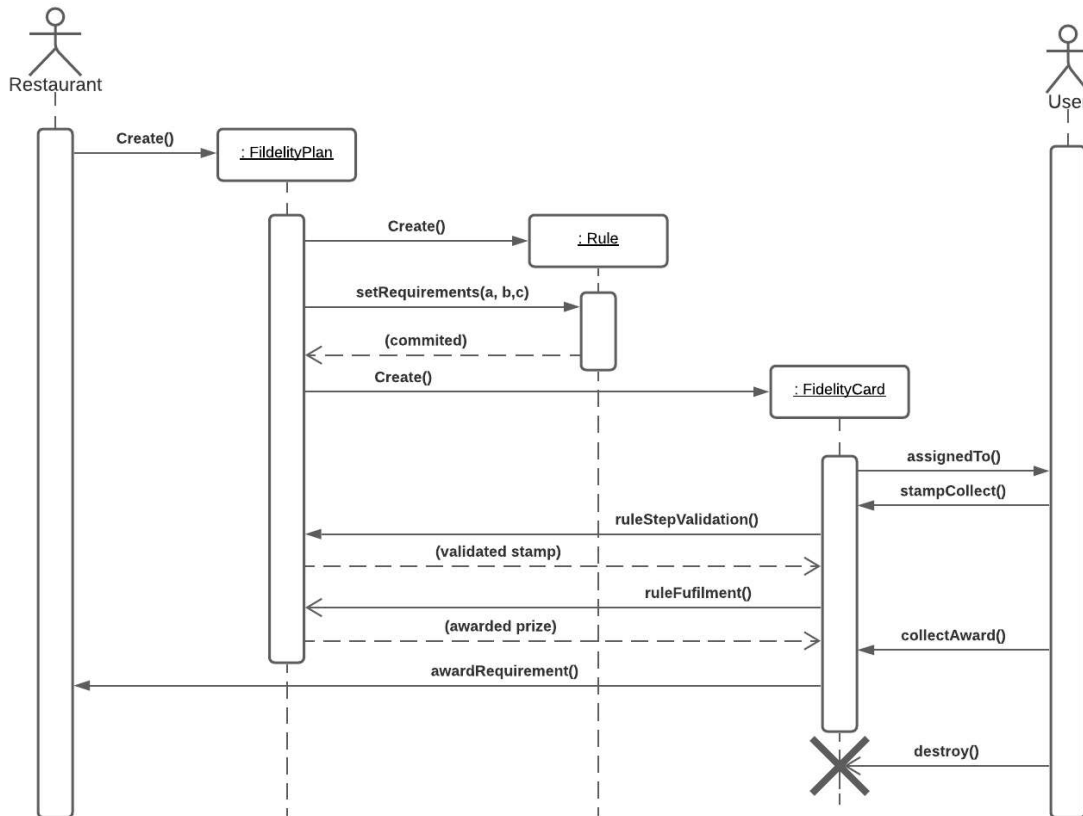 Restaurant
User
Create()
: FildelityPlan
Create()
: Rule
setRequirements(a, b,c)
(commited)
Create()
: FidelityCard
assignedTo()
stampCollect()
ruleStepValidation()
(validated stamp)
ruleFufilment()
(awarded prize)
collectAward()
awardRequirement()
destroy()